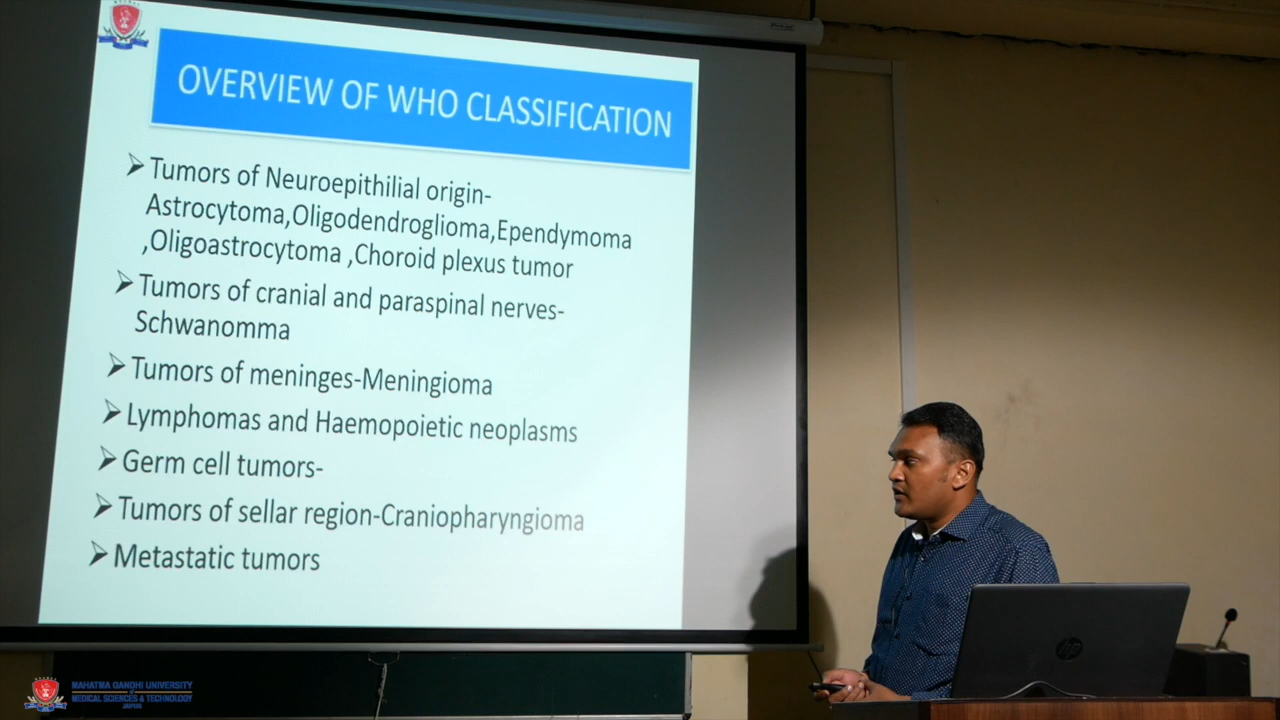 OVERVIEW OF WHO CLASSIFICATION
➢Tumors of Neuroepithilial origin-
Astrocytoma,Oligodendroglioma,Ependymoma
,Oligoastrocytoma ,Choroid plexus tumor
➢Tumors of cranial and paraspinal nerves-
Schwanomma
➢Tumors of meninges-Meningioma
➢Lymphomas and Haemopoietic neoplasms
➢Germ cell tumors-
➢Tumors of sellar region-Craniopharyngioma
➢Metastatic tumors
hp
MAHATMA GANDHI UNIVERSITY
of
MEDICAL SCIENCES & TECHNOLOGY
JAIPUR